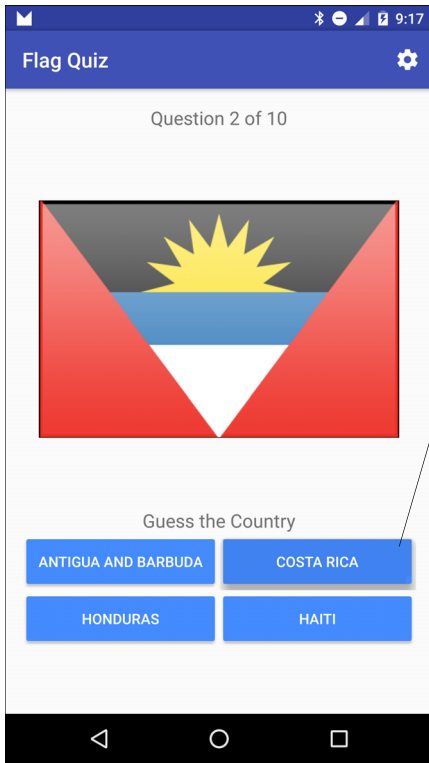 9:17
Flag Quiz
Question 2 of 10
Guess the Country
ANTIGUA AND BARBUDA
COSTA RICA
HONDURAS
HAITI